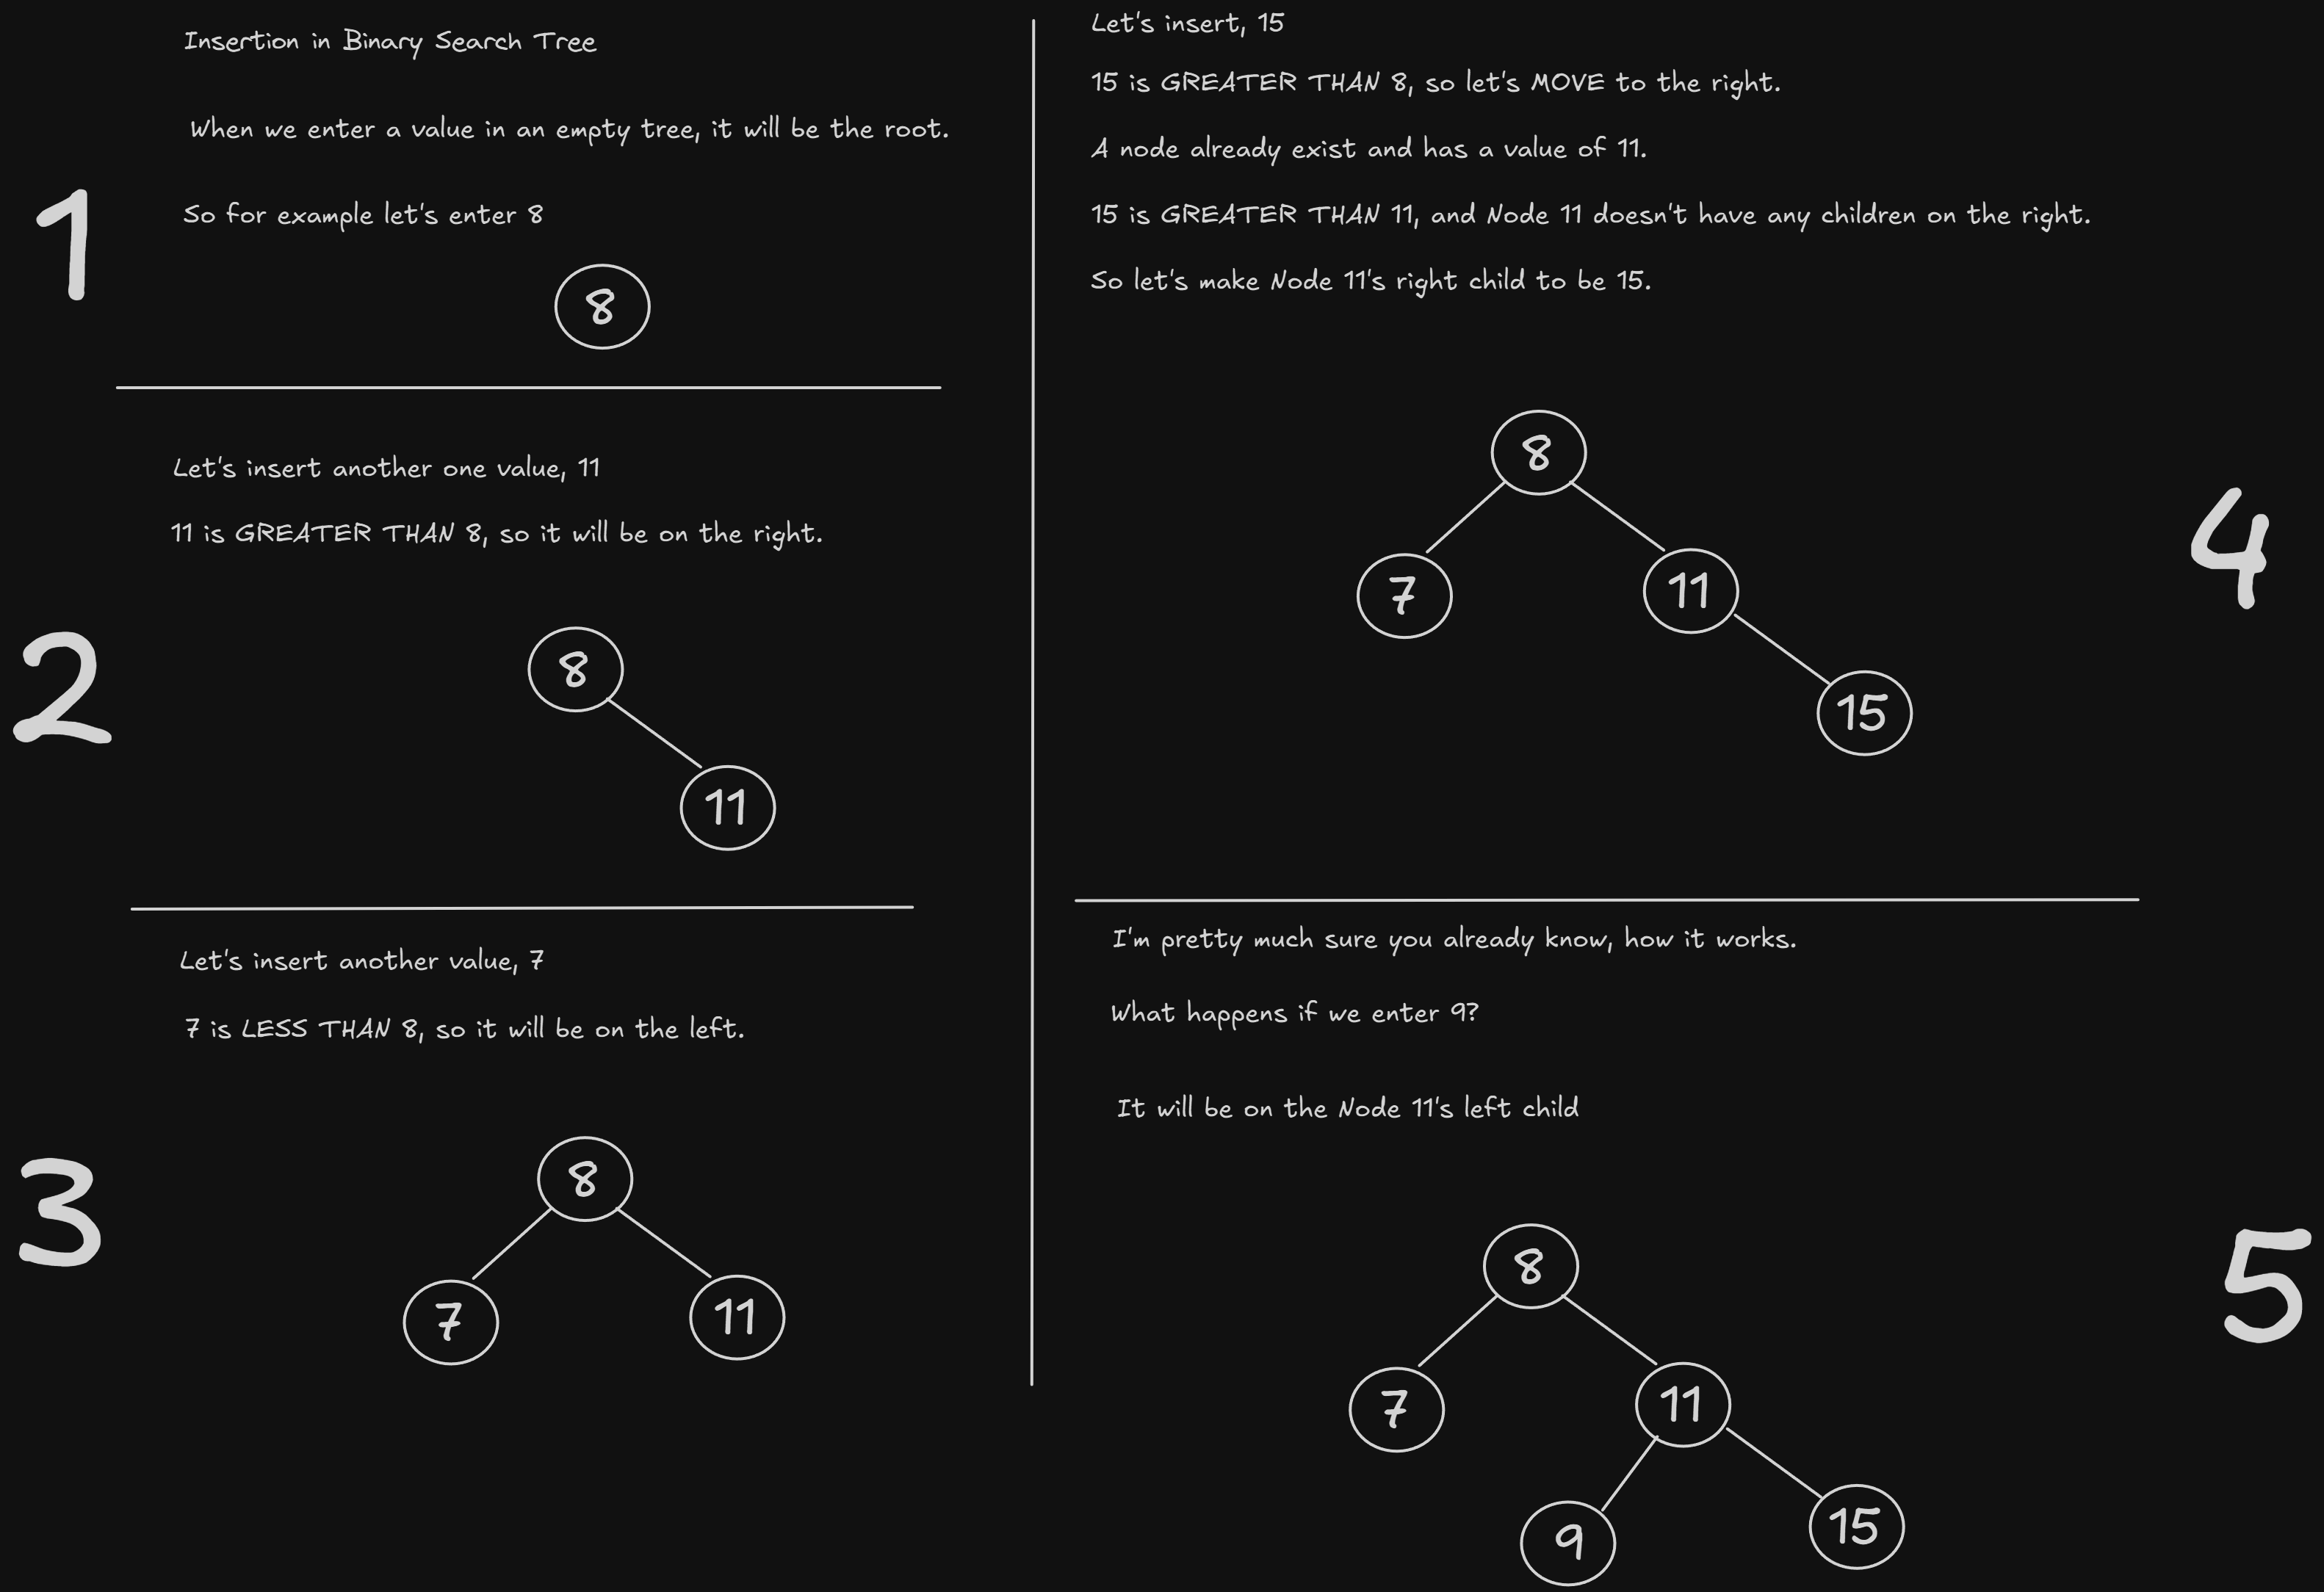 Insertion in Binary Search Tree
When we enter a value in an empty tree, it will be the root.
1
So for example let's enter 8
8
Let's insert another one value, 11
11 is GREATER THAN 8, so it will be on the right.
2
8
11
Let's insert another value, 7
7 is LESS THAN 8, so it will be on the left.
3
8
7
11
Let's insert, 15
15 is GREATER THAN 8, so let's MOVE to the right.
A node already exist and has a value of 11.
15 is GREATER THAN 11, and Node 11 doesn't have any children on the right.
So let's make Node 11's right child to be 15.
8
4
7
11
15
I'm pretty much sure you already know, how it works.
What happens if we enter 9?
It will be on the Node 11's left child
8
5
7
11
9
15